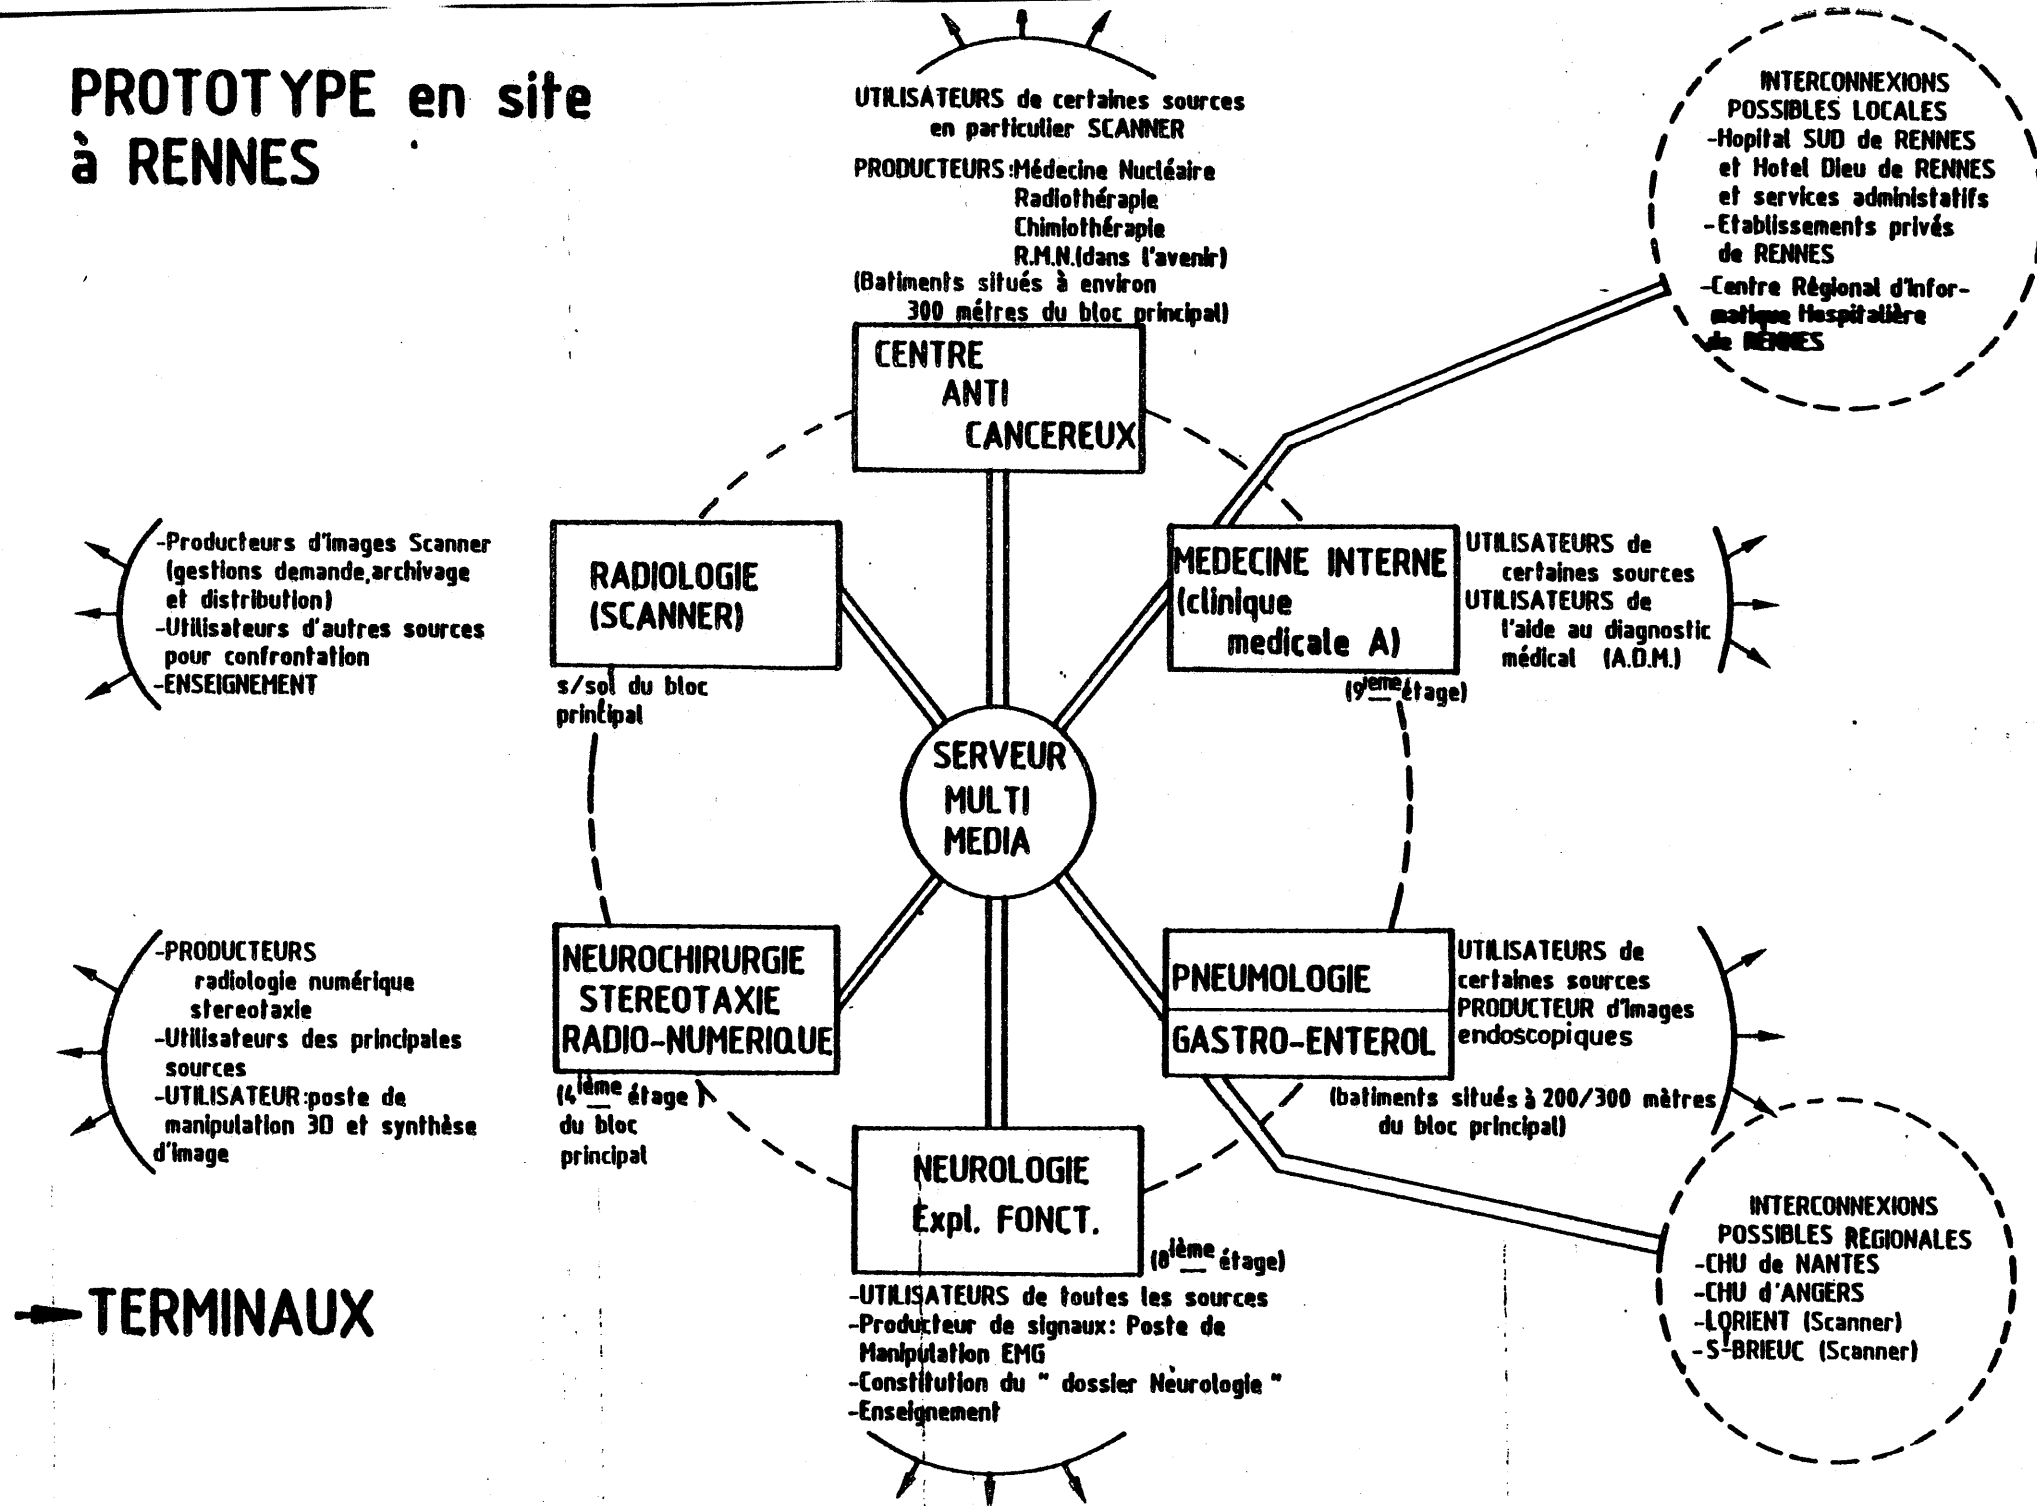 PROTOTYPE en site
à RENNES
UTILISATEURS de certaines sources
en particulier SCANNER
PRODUCTEURS:Médecine Nucléaire
Radiothérapie
Chimiothérapie
R.M.N.(dans l'avenir)
(Batiments situés à environ
300 métres du bloc principal)
CENTRE
ANTI
CANCEREUX
INTERCONNEXIONS
POSSIBLES LOCALES
-Hopital SUD de RENNES
et Hotel Dieu de RENNES
et services administatifs
-Etablissements privés
de RENNES
-Centre Régional d'Infor-
matique Hospitalière
de RENNES
-Producteurs d'images Scanner
(gestions demande,archivage
et distribution)
-Utilisateurs d'autres sources
pour confrontation
-ENSEIGNEMENT
RADIOLOGIE
(SCANNER)
s/sol du bloc
principal
MEDECINE INTERNE
(clinique
medicale A)
(9ieme étage)
UTILISATEURS de
certaines sources
UTILISATEURS de
l'aide au diagnostic
médical (A.D.M.)
SERVEUR
MULTI
MEDIA
-PRODUCTEURS
radiologie numérique
stereotaxie
-Utilisateurs des principales
sources
-UTILISATEUR:poste de
manipulation 3D et synthèse
d'image
NEUROCHIRURGIE
STEREOTAXIE
RADIO-NUMERIQUE
(4ième étage)
du bloc
principal
PNEUMOLOGIE
GASTRO-ENTEROL
UTILISATEURS de
certaines sources
PRODUCTEUR d'images
endoscopiques
(batiments situés à 200/300 mètres
du bloc principal)
NEUROLOGIE
Expl. FONCT.
(8ième étage)
-UTILISATEURS de toutes les sources
-Producteur de signaux: Poste de
Manipulation EMG
-Constitution du " dossier Neurologie "
-Enseignement
INTERCONNEXIONS
POSSIBLES REGIONALES
-CHU de NANTES
-CHU d'ANGERS
-LORIENT (Scanner)
-St-BRIEUC (Scanner)
TERMINAUX